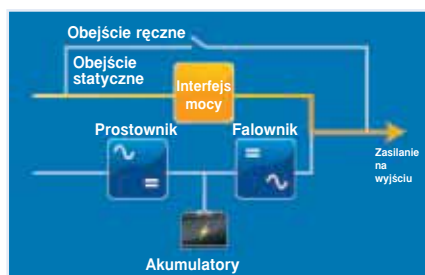 Obejście ręczne
Obejście
statyczne
Interfejs
mocy
Prostownik
Falownik
Zasilanie
na
wyjściu
Akumulatory